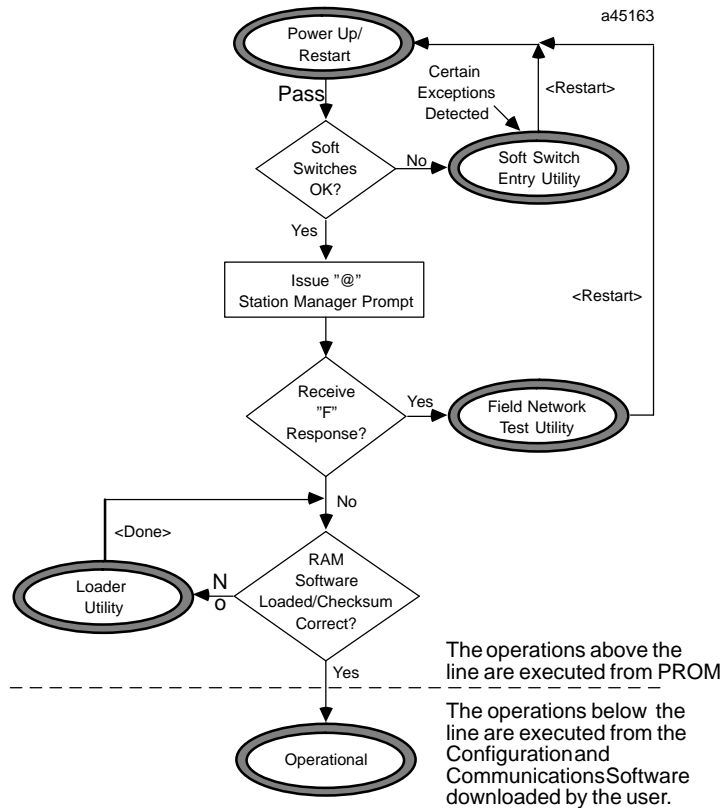 a45163
Power Up/
Restart
Certain
Exceptions
Detected
<Restart>
Pass
Soft
Switches
OK?
No
Soft Switch
Entry Utility
Yes
Issue "@"
Station Manager Prompt
<Restart>
Receive
"F"
Response?
Yes
Field Network
Test Utility
No
<Done>
RAM
Software
Loaded/Checksum
Correct?
N
o
Loader
Utility
Yes
The operations above the
line are executed from PROM
The operations below the
line are executed from the
Configuration and
Communications Software
downloaded by the user.
Operational